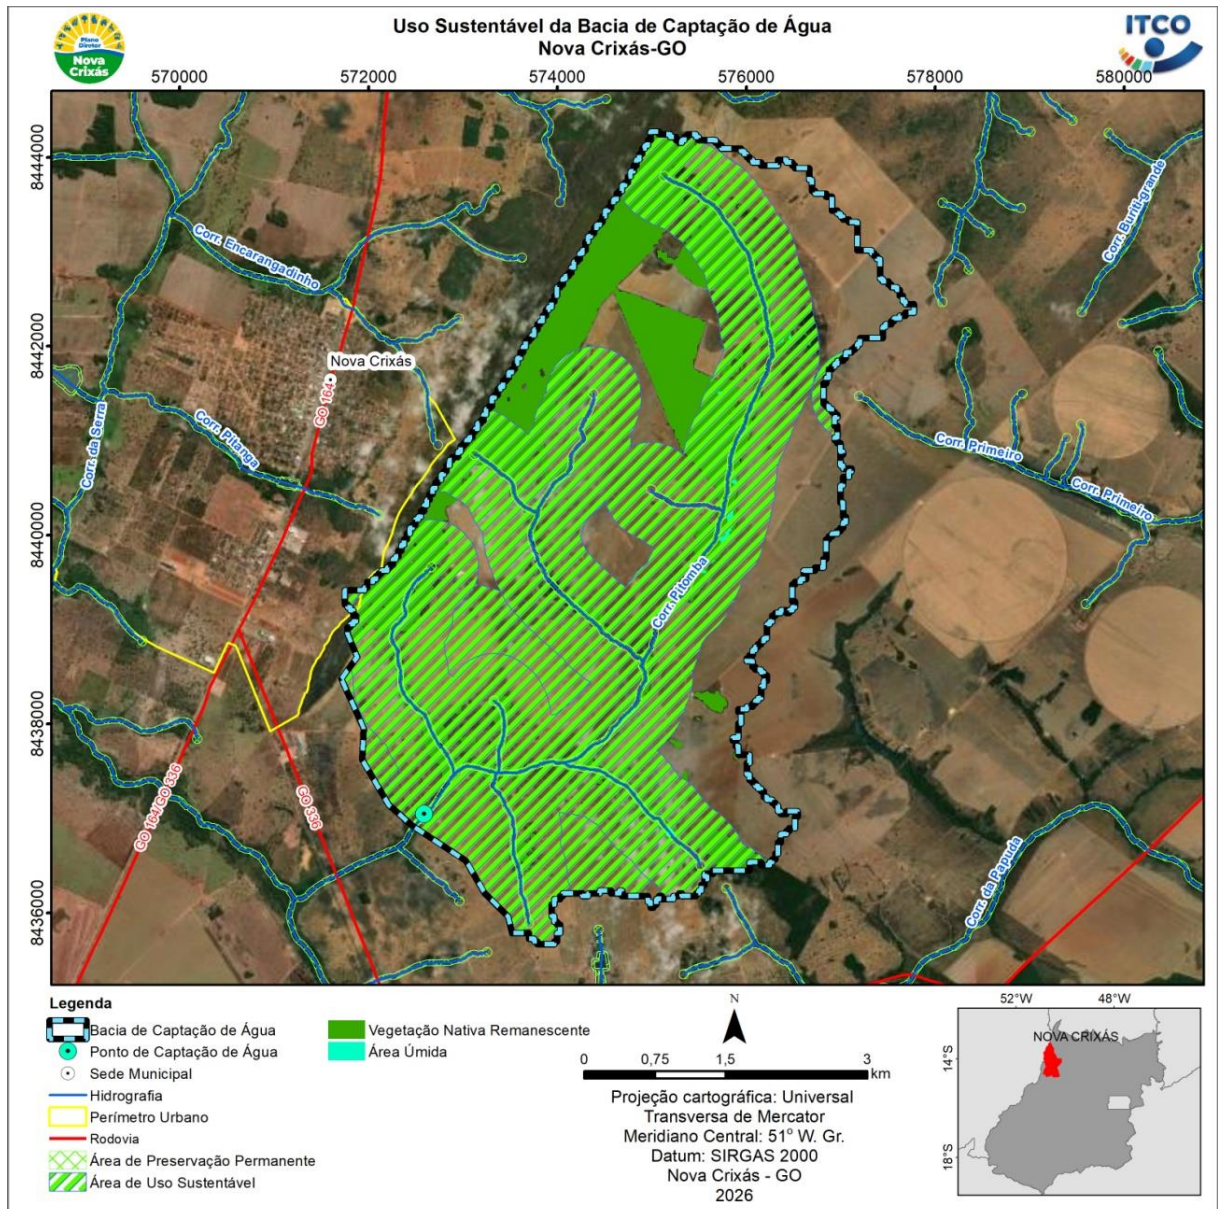 Uso Sustentável da Bacia de Captação de Água
Nova Crixás-GO
Plano
Diretor
Nova
Crixás
ITCO
570000
572000
574000
576000
578000
580000
8444000
8442000
8440000
8438000
8436000
Corr. Encarangadinho
Corr. Buriti-grande
Nova Crixás
GO 164
Corr. da Serra
Corr. Pitanga
Corr. Primeiro
Corr. Primeiro
Corr. Pitomba
GO 164/GO 336
GO 336
Corr. da Papuda
Legenda
Bacia de Captação de Água
Ponto de Captação de Água
Sede Municipal
Hidrografia
Perímetro Urbano
Rodovia
Área de Preservação Permanente
Área de Uso Sustentável
Vegetação Nativa Remanescente
Área Úmida
N
0 0,75 1,5 3
km
Projeção cartográfica: Universal
Transversa de Mercator
Meridiano Central: 51° W. Gr.
Datum: SIRGAS 2000
Nova Crixás - GO
2026
52°W 48°W
NOVA CRIXÁS
14°S
18°S